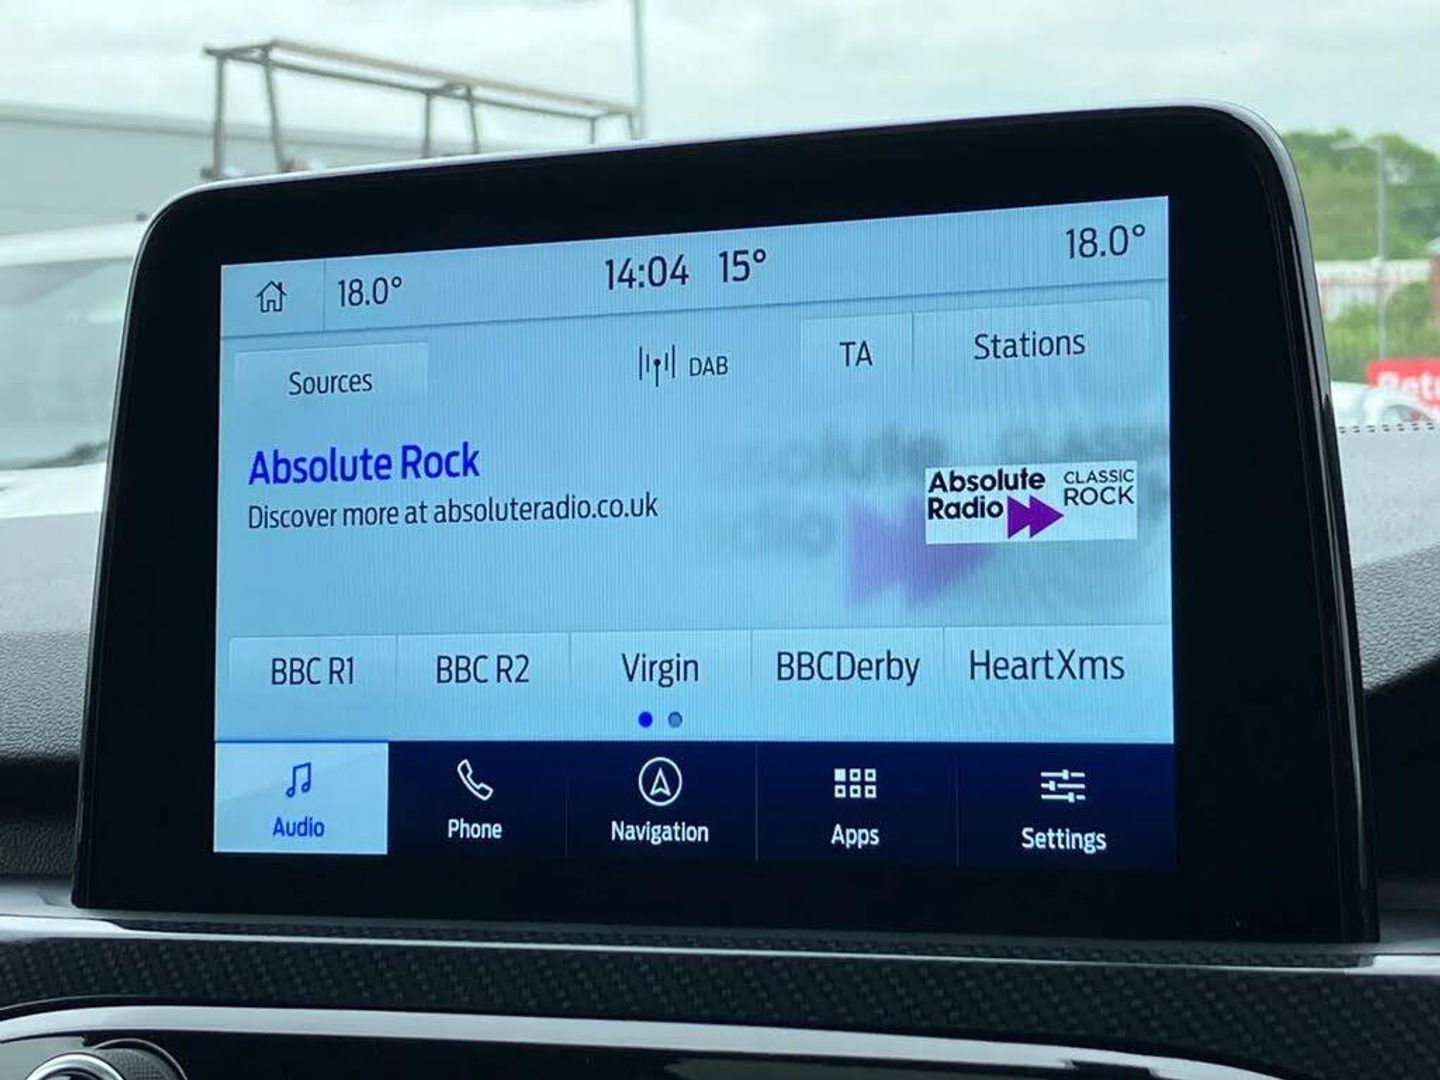 18.0° 14:04 15° 18.0°
Sources DAB TA Stations
Absolute Rock
Discover more at absoluteradio.co.uk
Absolute CLASSIC
Radio ROCK
BBC R1 BBC R2 Virgin BBCDerby HeartXms
Audio Phone Navigation Apps Settings